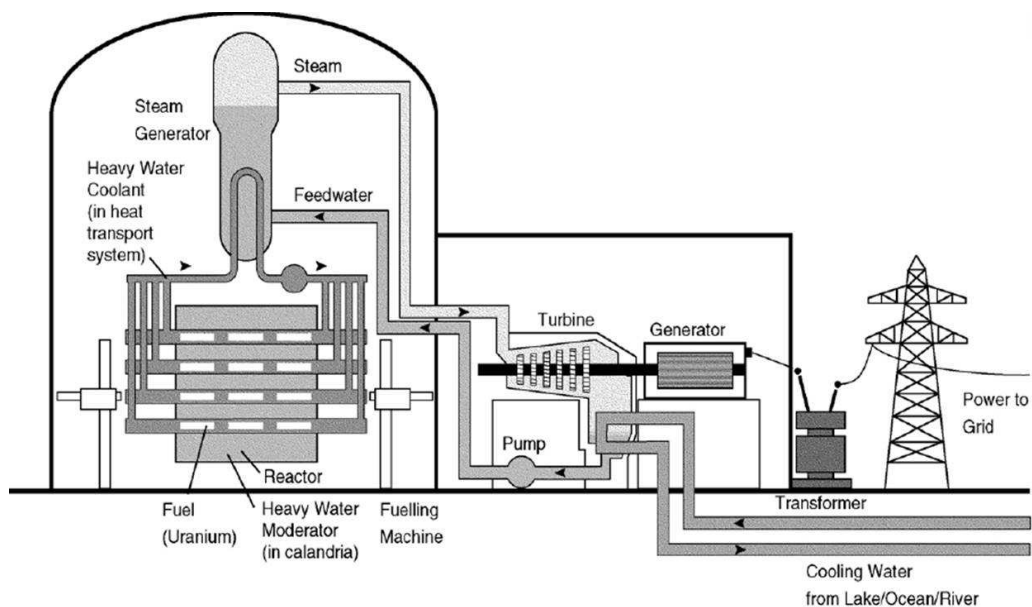 Steam
Steam
Generator
Heavy Water
Coolant
(in heat
transport
system)
Feedwater
Turbine
Generator
Power to
Grid
Pump
Reactor
Fuel
(Uranium)
Heavy Water
Moderator
(in calandria)
Fuelling
Machine
Transformer
Cooling Water
from Lake/Ocean/River